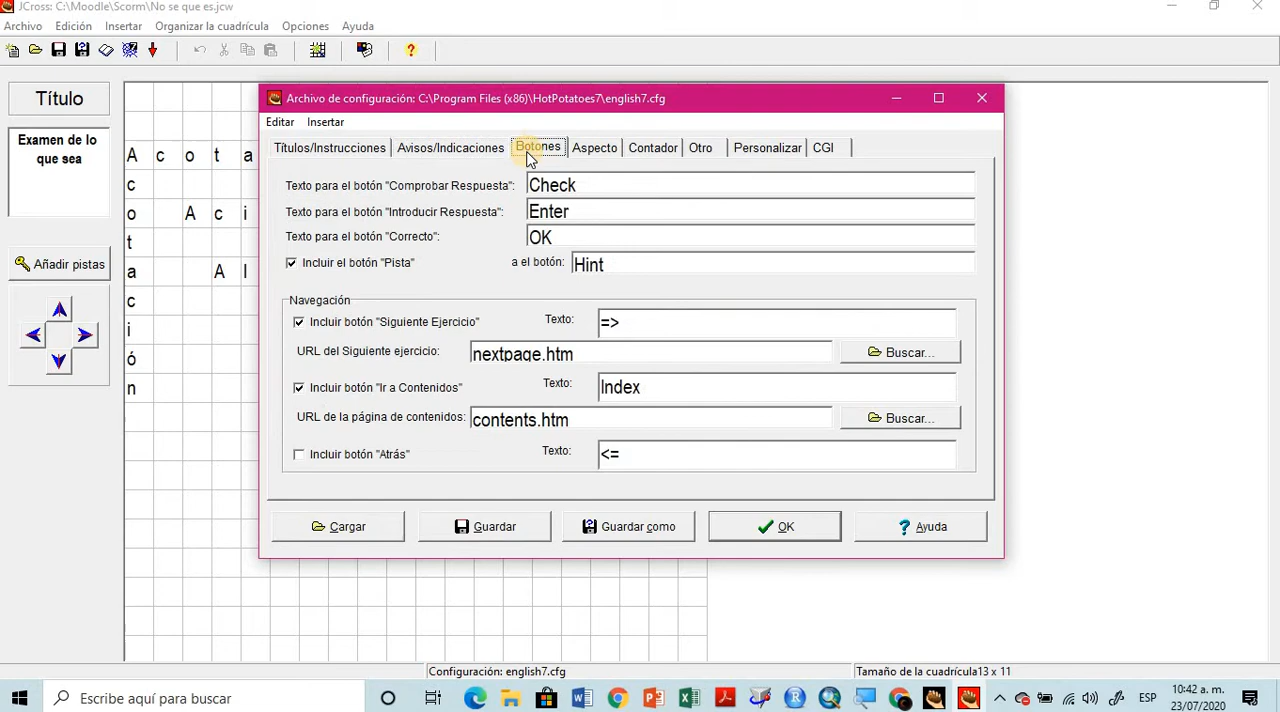 JCross: C:\Moodle\Scorm\No se que es.jcw
Archivo Edición Insertar Organizar la cuadrícula Opciones Ayuda
Título
Examen de lo
que sea
Añadir pistas
A c o t a
c
o A c i
t
a A l
c
i
ó
n
Archivo de configuración: C:\Program Files (x86)\HotPotatoes7\english7.cfg
Editar Insertar
Títulos/Instrucciones Avisos/Indicaciones Botones Aspecto Contador Otro Personalizar CGI
Texto para el botón "Comprobar Respuesta": Check
Texto para el botón "Introducir Respuesta": Enter
Texto para el botón "Correcto": OK
Incluir el botón "Pista" a el botón: Hint
Navegación
Incluir botón "Siguiente Ejercicio" Texto: =>
URL del Siguiente ejercicio: nextpage.htm Buscar...
Incluir botón "Ir a Contenidos" Texto: Index
URL de la página de contenidos: contents.htm Buscar...
Incluir botón "Atrás" Texto: <=
Cargar Guardar Guardar como OK Ayuda
Configuración: english7.cfg Tamaño de la cuadrícula13 x 11
Escribe aquí para buscar
ESP
10:42 a. m.
23/07/2020